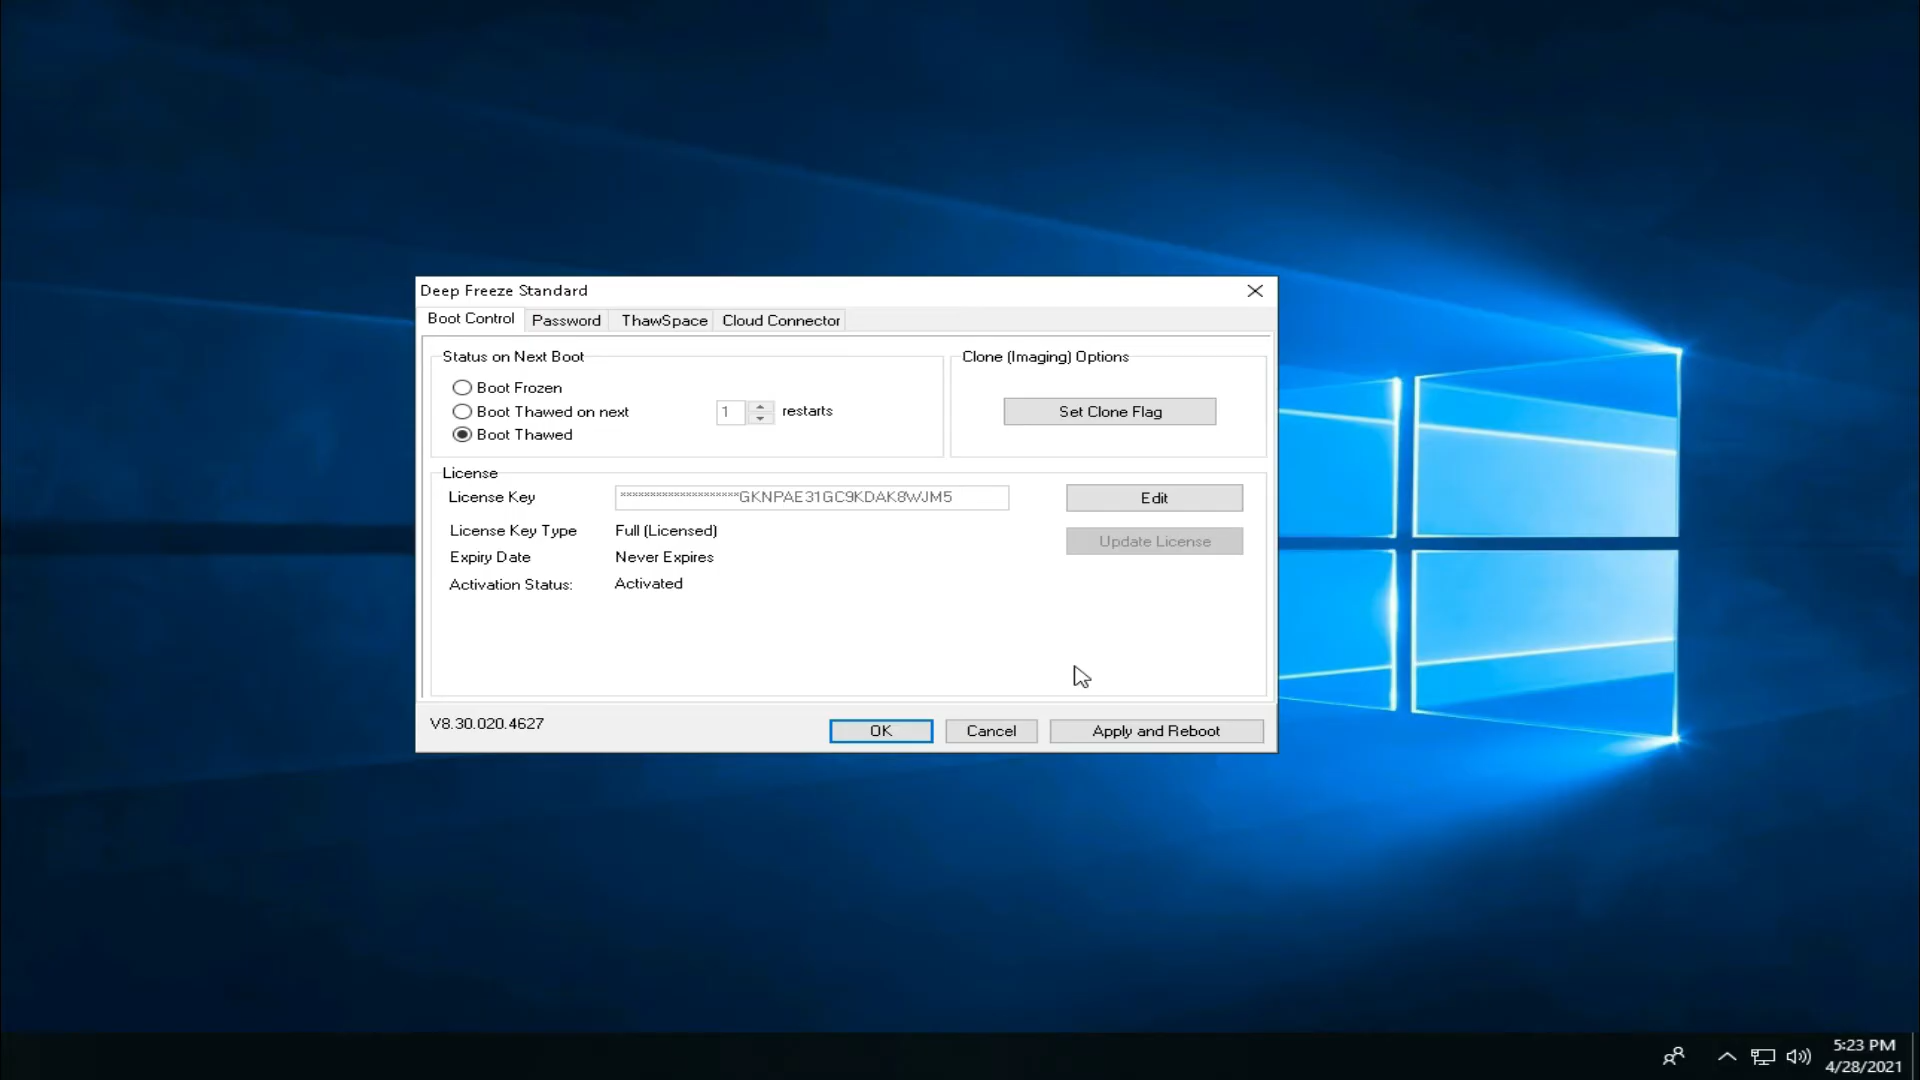 Deep Freeze Standard
Boot Control Password ThawSpace Cloud Connector
Status on Next Boot
Boot Frozen
Boot Thawed on next 1 restarts
Boot Thawed
Clone (Imaging) Options
Set Clone Flag
License
License Key ********************GKNPAE31GC9KDAK8WJM5 Edit
License Key Type Full (Licensed)
Update License
Expiry Date Never Expires
Activation Status: Activated
V8.30.020.4627
OK Cancel Apply and Reboot
5:23 PM
4/28/2021